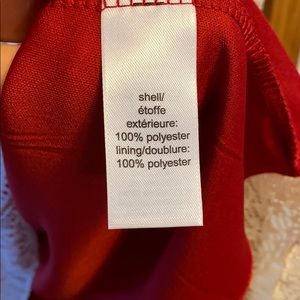 shell/
étoffe
extérieure:
100% polyester
lining/doublure:
100% polyester